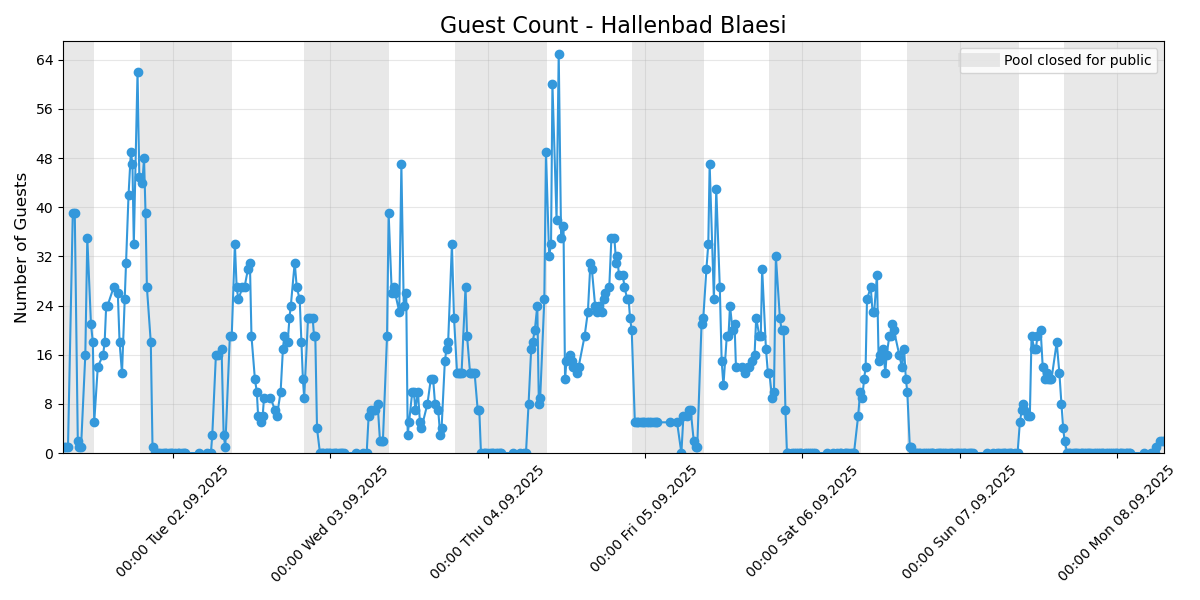 Guest Count - Hallenbad Blaesi
Pool closed for public
Number of Guests
64
56
48
40
32
24
16
8
0
00:00 Tue 02.09.2025
00:00 Wed 03.09.2025
00:00 Thu 04.09.2025
00:00 Fri 05.09.2025
00:00 Sat 06.09.2025
00:00 Sun 07.09.2025
00:00 Mon 08.09.2025